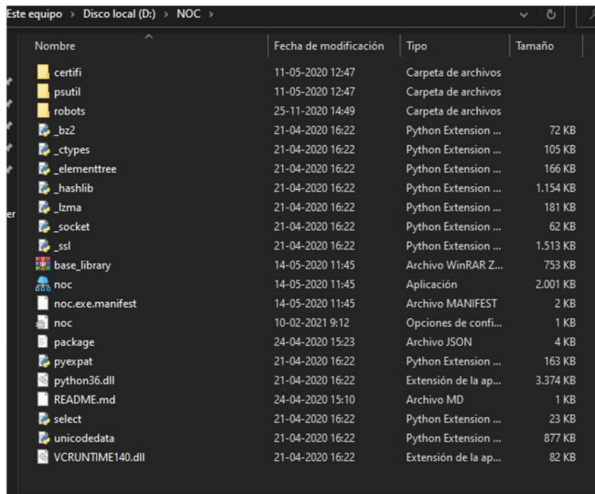 Este equipo > Disco local (D:) > NOC >
Nombre Fecha de modificación Tipo Tamaño
certifi 11-05-2020 12:47 Carpeta de archivos
psutil 11-05-2020 12:47 Carpeta de archivos
robots 25-11-2020 14:49 Carpeta de archivos
_bz2 21-04-2020 16:22 Python Extension ... 72 KB
_ctypes 21-04-2020 16:22 Python Extension ... 105 KB
_elementtree 21-04-2020 16:22 Python Extension ... 166 KB
_hashlib 21-04-2020 16:22 Python Extension ... 1.154 KB
_lzma 21-04-2020 16:22 Python Extension ... 181 KB
er
_socket 21-04-2020 16:22 Python Extension ... 62 KB
_ssl 21-04-2020 16:22 Python Extension ... 1.513 KB
base_library 14-05-2020 11:45 Archivo WinRAR Z... 753 KB
noc 14-05-2020 11:45 Aplicación 2.001 KB
noc.exe.manifest 14-05-2020 11:45 Archivo MANIFEST 2 KB
noc 10-02-2021 9:12 Opciones de confi... 1 KB
package 24-04-2020 15:23 Archivo JSON 4 KB
pyexpat 21-04-2020 16:22 Python Extension ... 163 KB
python36.dll 21-04-2020 16:22 Extensión de la ap... 3.374 KB
README.md 24-04-2020 15:10 Archivo MD 1 KB
select 21-04-2020 16:22 Python Extension ... 23 KB
unicodedata 21-04-2020 16:22 Python Extension ... 877 KB
VCRUNTIME140.dll 21-04-2020 16:22 Extensión de la ap... 82 KB